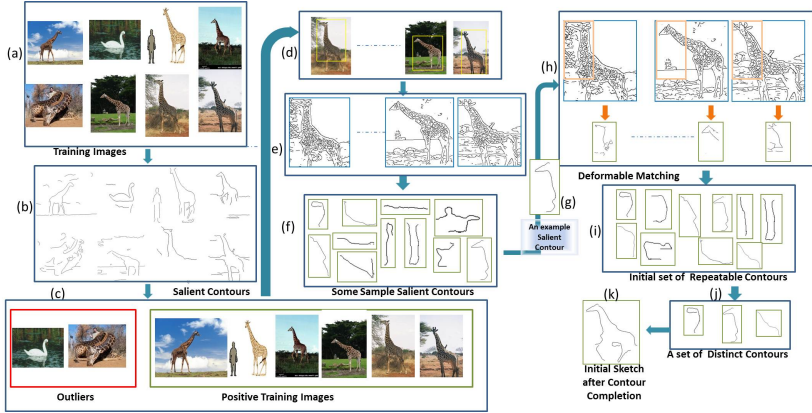 (a)
Training Images
(b)
Salient Contours
(c)
Outliers
Positive Training Images
(d)
e)
(f)
Some Sample Salient Contours
(g)
An example
Salient
Contour
(h)
Deformable Matching
(i)
Initial set of Repeatable Contours
(j)
A set of Distinct Contours
(k)
Initial Sketch
after Contour
Completion